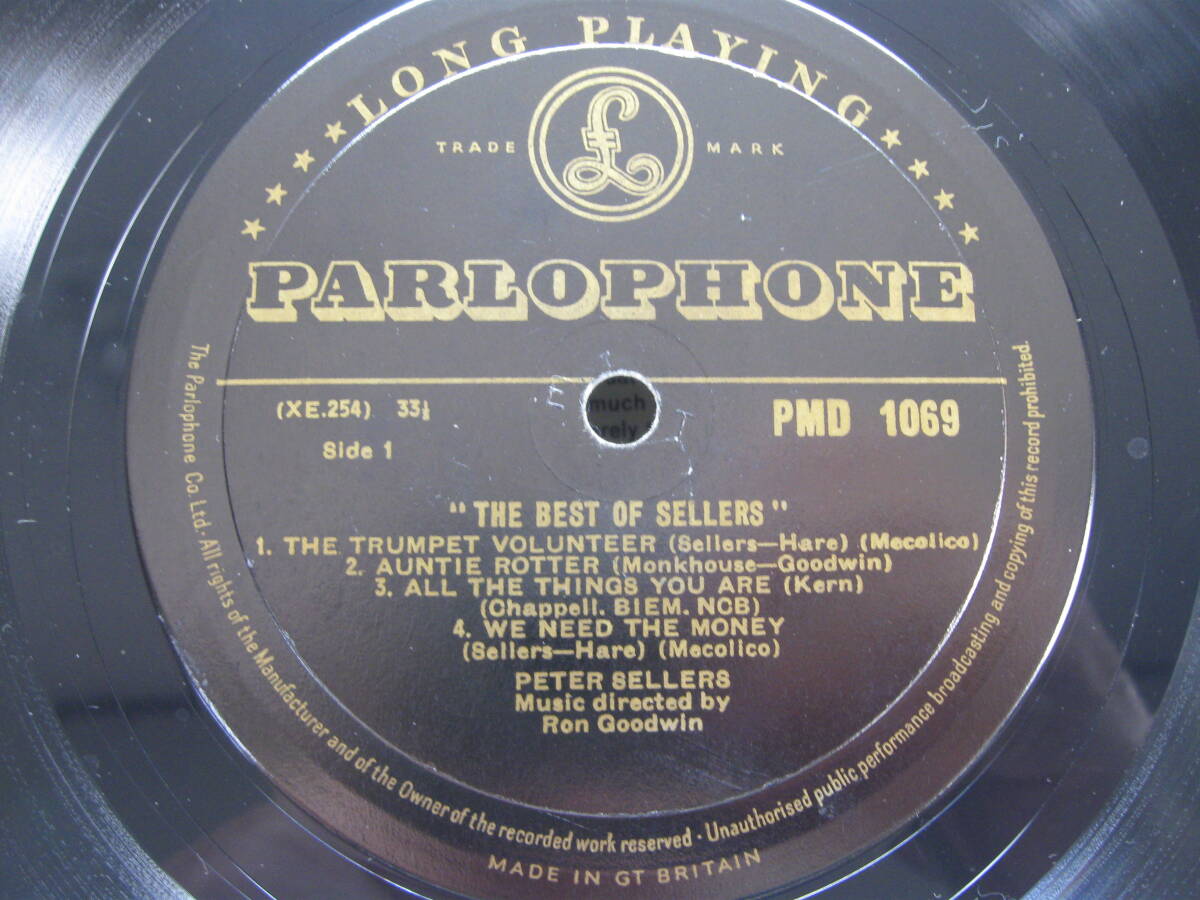 LONG PLAYING
TRADE £ MARK
PARLOPHONE
(XE.254) 33⅓
PMD 1069
Side 1
much
rely
"THE BEST OF SELLERS"
1. THE TRUMPET VOLUNTEER (Sellers—Hare) (Mecolico)
2. AUNTIE ROTTER (Monkhouse—Goodwin)
3. ALL THE THINGS YOU ARE (Kern)
(Chappell. BIEM. NCB)
4. WE NEED THE MONEY
(Sellers—Hare) (Mecolico)
PETER SELLERS
Music directed by
Ron Goodwin
The Parlophone Co. Ltd. All rights of the Manufacturer and of the Owner of the recorded work reserved · Unauthorised public performance broadcasting and copying of this record prohibited.
MADE IN GT BRITAIN